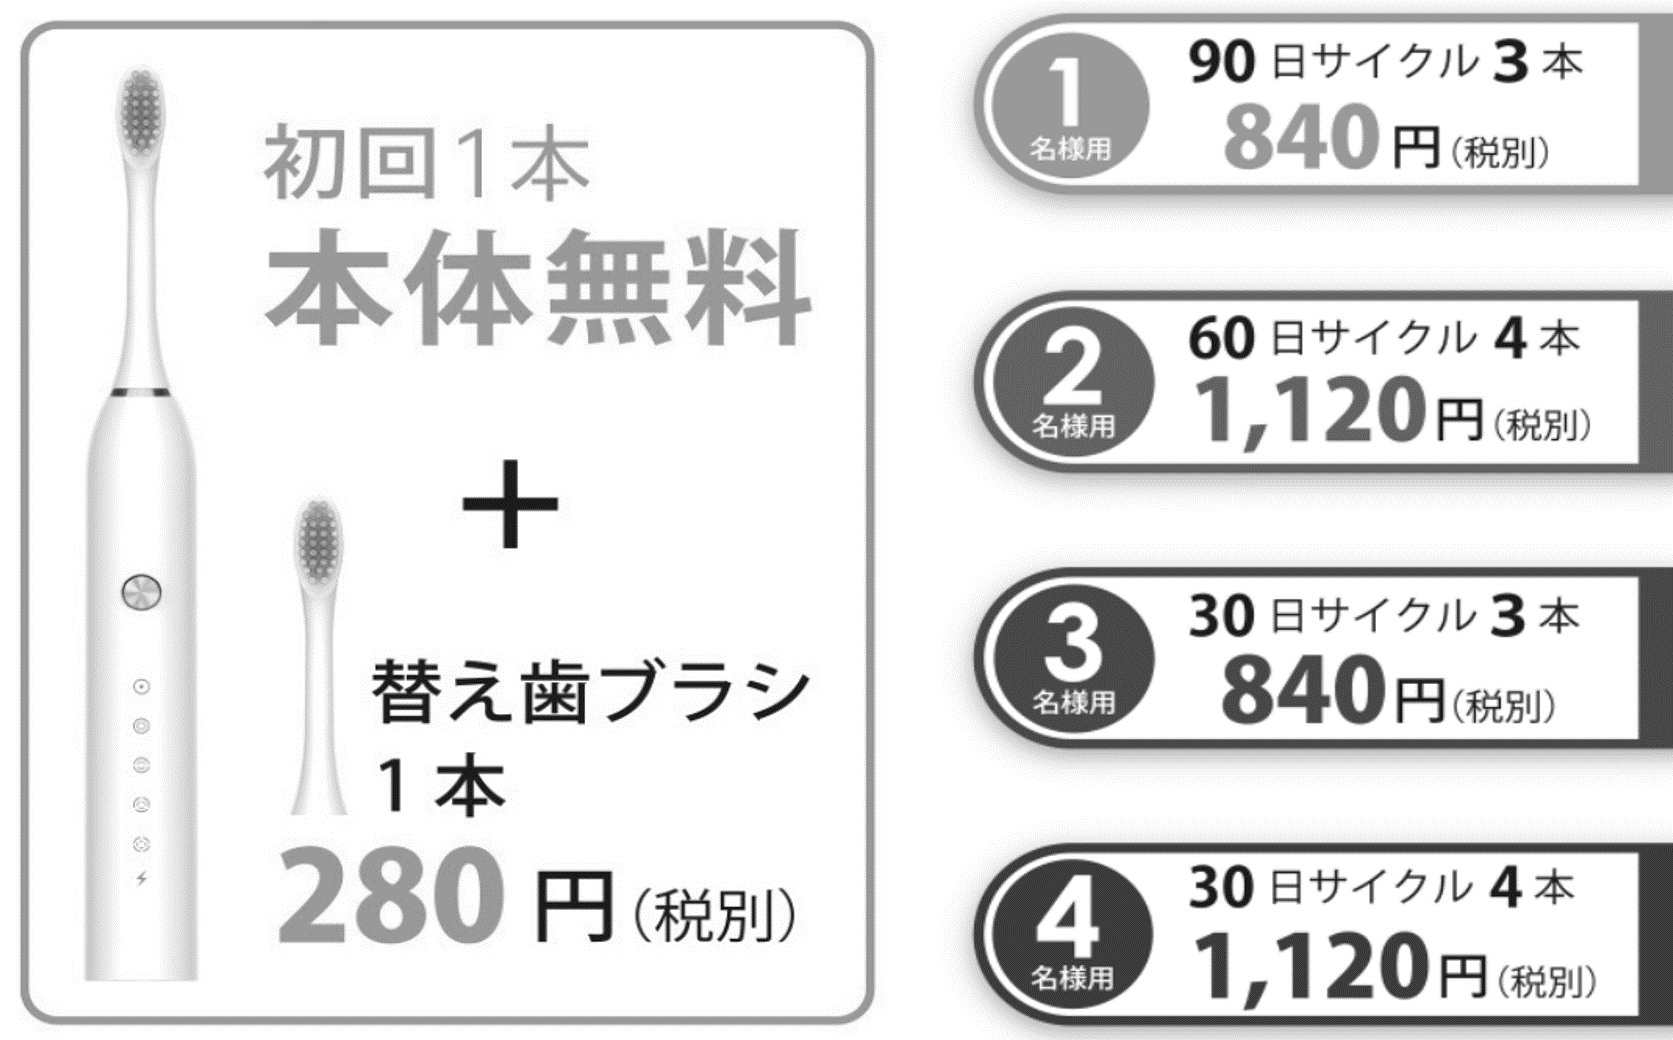 初回1本
本体無料
+
替え歯ブラシ
1本
280円(税別)
1
名様用
90日サイクル3本
840円(税別)
2
名様用
60日サイクル4本
1,120円(税別)
3
名様用
30日サイクル3本
840円(税別)
4
名様用
30日サイクル4本
1,120円(税別)